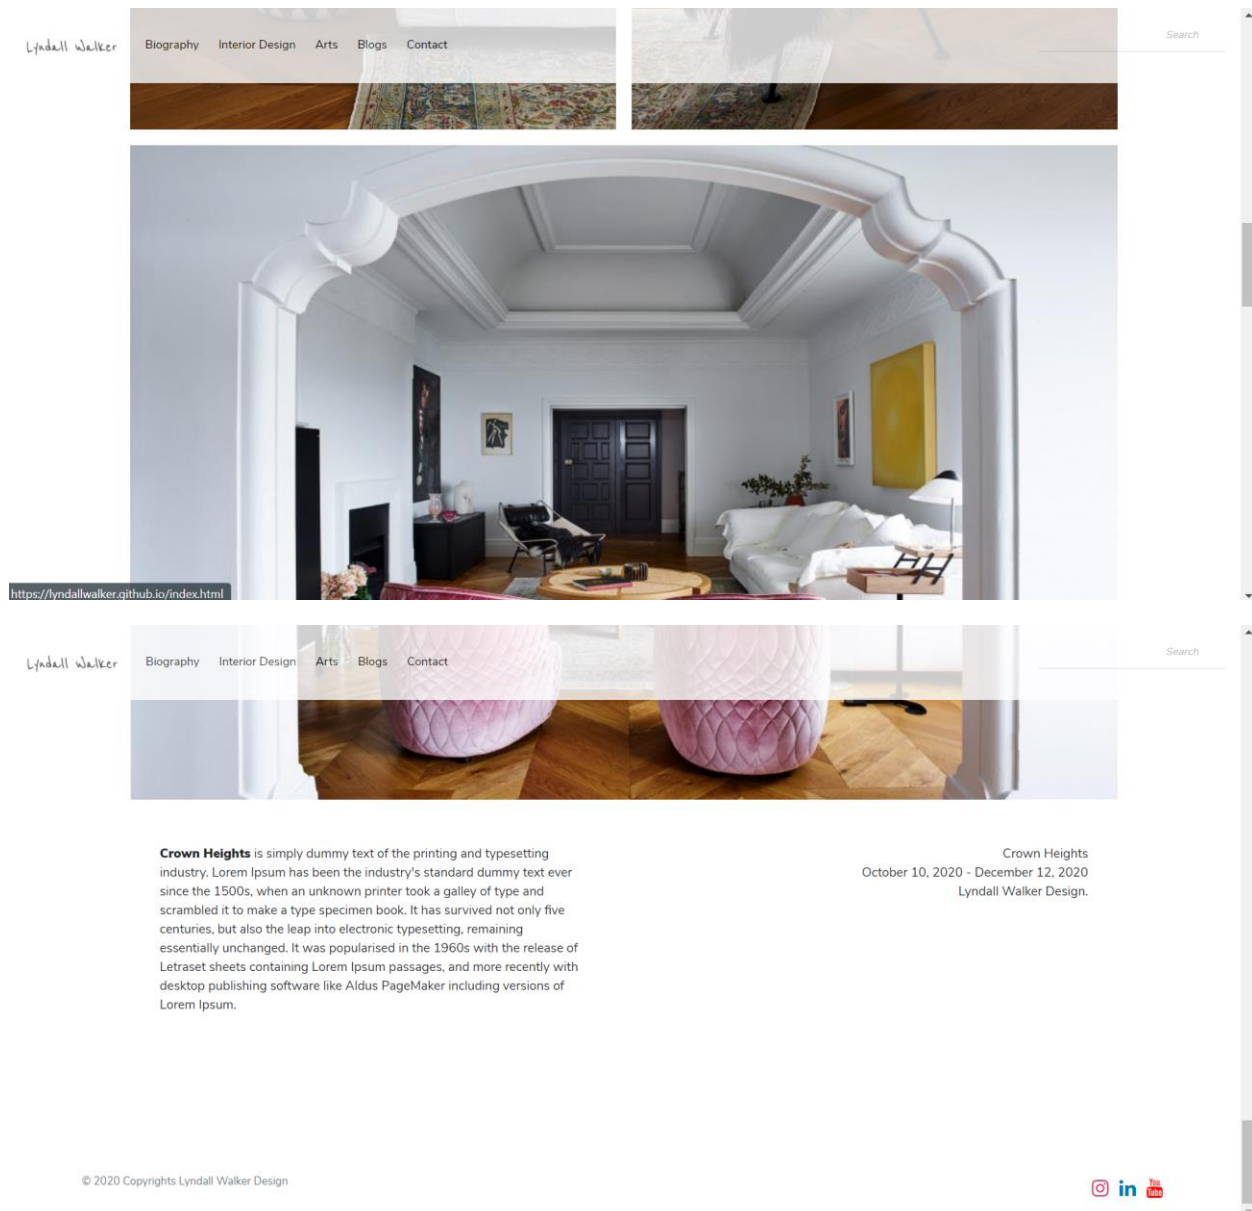 Lyndall Walker Biography Interior Design Arts Blogs Contact Search
https://lyndallwalker.github.io/index.html
Lyndall Walker Biography Interior Design Arts Blogs Contact Search
Crown Heights is simply dummy text of the printing and typesetting
industry. Lorem Ipsum has been the industry's standard dummy text ever
since the 1500s, when an unknown printer took a galley of type and
scrambled it to make a type specimen book. It has survived not only five
centuries, but also the leap into electronic typesetting, remaining
essentially unchanged. It was popularised in the 1960s with the release of
Letraset sheets containing Lorem Ipsum passages, and more recently with
desktop publishing software like Aldus PageMaker including versions of
Lorem Ipsum.
Crown Heights
October 10, 2020 - December 12, 2020
Lyndall Walker Design.
© 2020 Copyrights Lyndall Walker Design
in
You
Tube